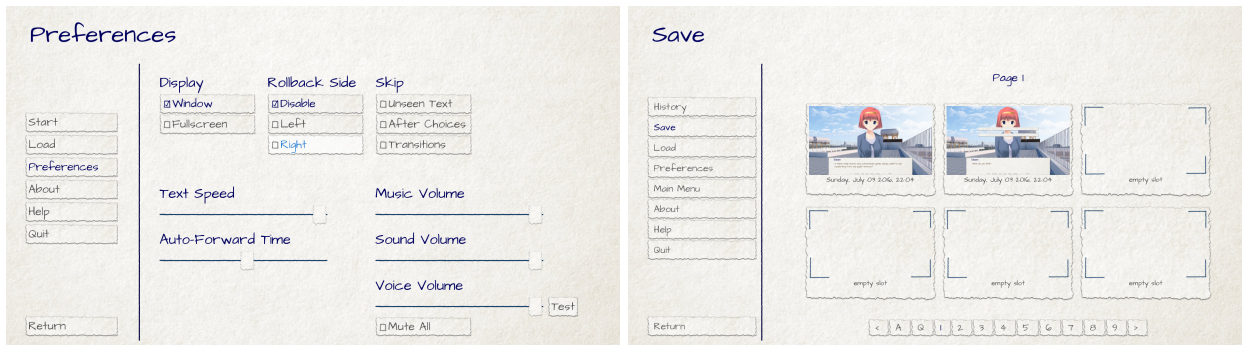 Preferences
Display
Rollback Side
Skip
Window
Disable
Unseen Text
Fullscreen
Left
After Choices
Right
Transitions
Start
Load
Preferences
About
Help
Quit
Text Speed
Music Volume
Auto-Forward Time
Sound Volume
Voice Volume
Test
Mute All
Return
Save
Page 1
History
Save
Load
Preferences
Main Menu
About
Help
Quit
Sunday, July 03 2016, 22:09
Sunday, July 03 2016, 22:09
empty slot
empty slot
empty slot
empty slot
Return
< A Q 1 2 3 4 5 6 7 8 9 >